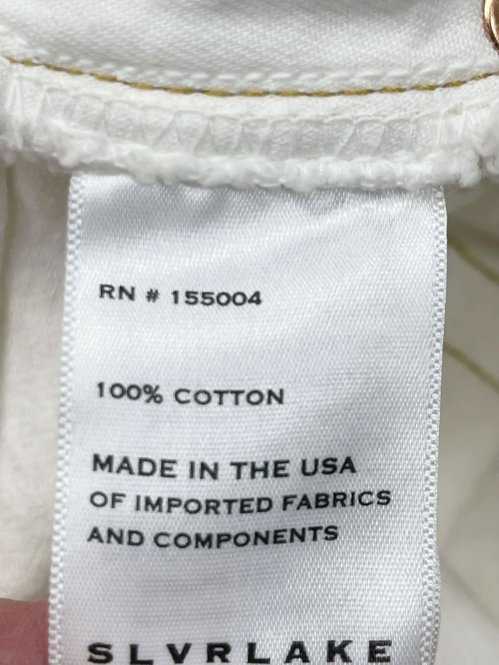 RN # 155004
100% COTTON
MADE IN THE USA
OF IMPORTED FABRICS
AND COMPONENTS
SLVRLAKE